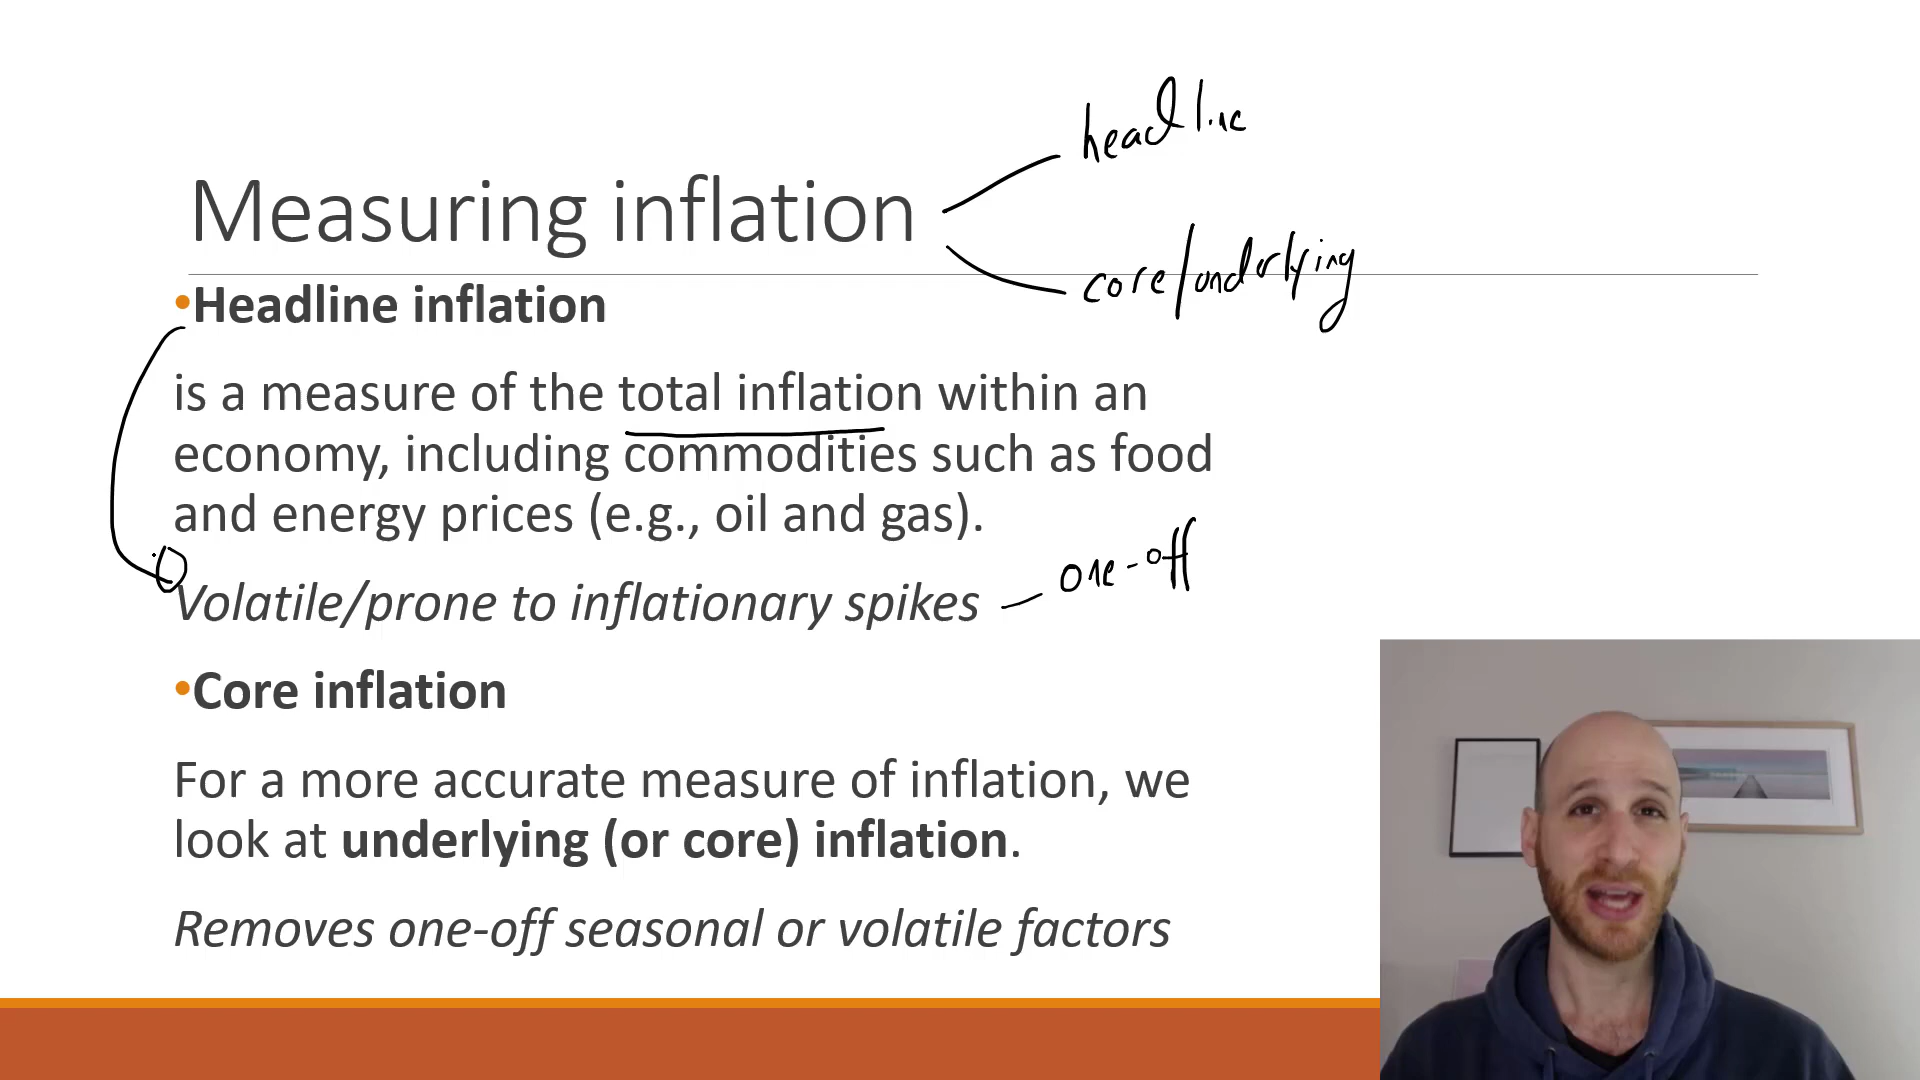 headline
Measuring inflation
core/underlying
•Headline inflation
is a measure of the total inflation within an
economy, including commodities such as food
and energy prices (e.g., oil and gas).
one-off
Volatile/prone to inflationary spikes
•Core inflation
For a more accurate measure of inflation, we
look at underlying (or core) inflation.
Removes one-off seasonal or volatile factors